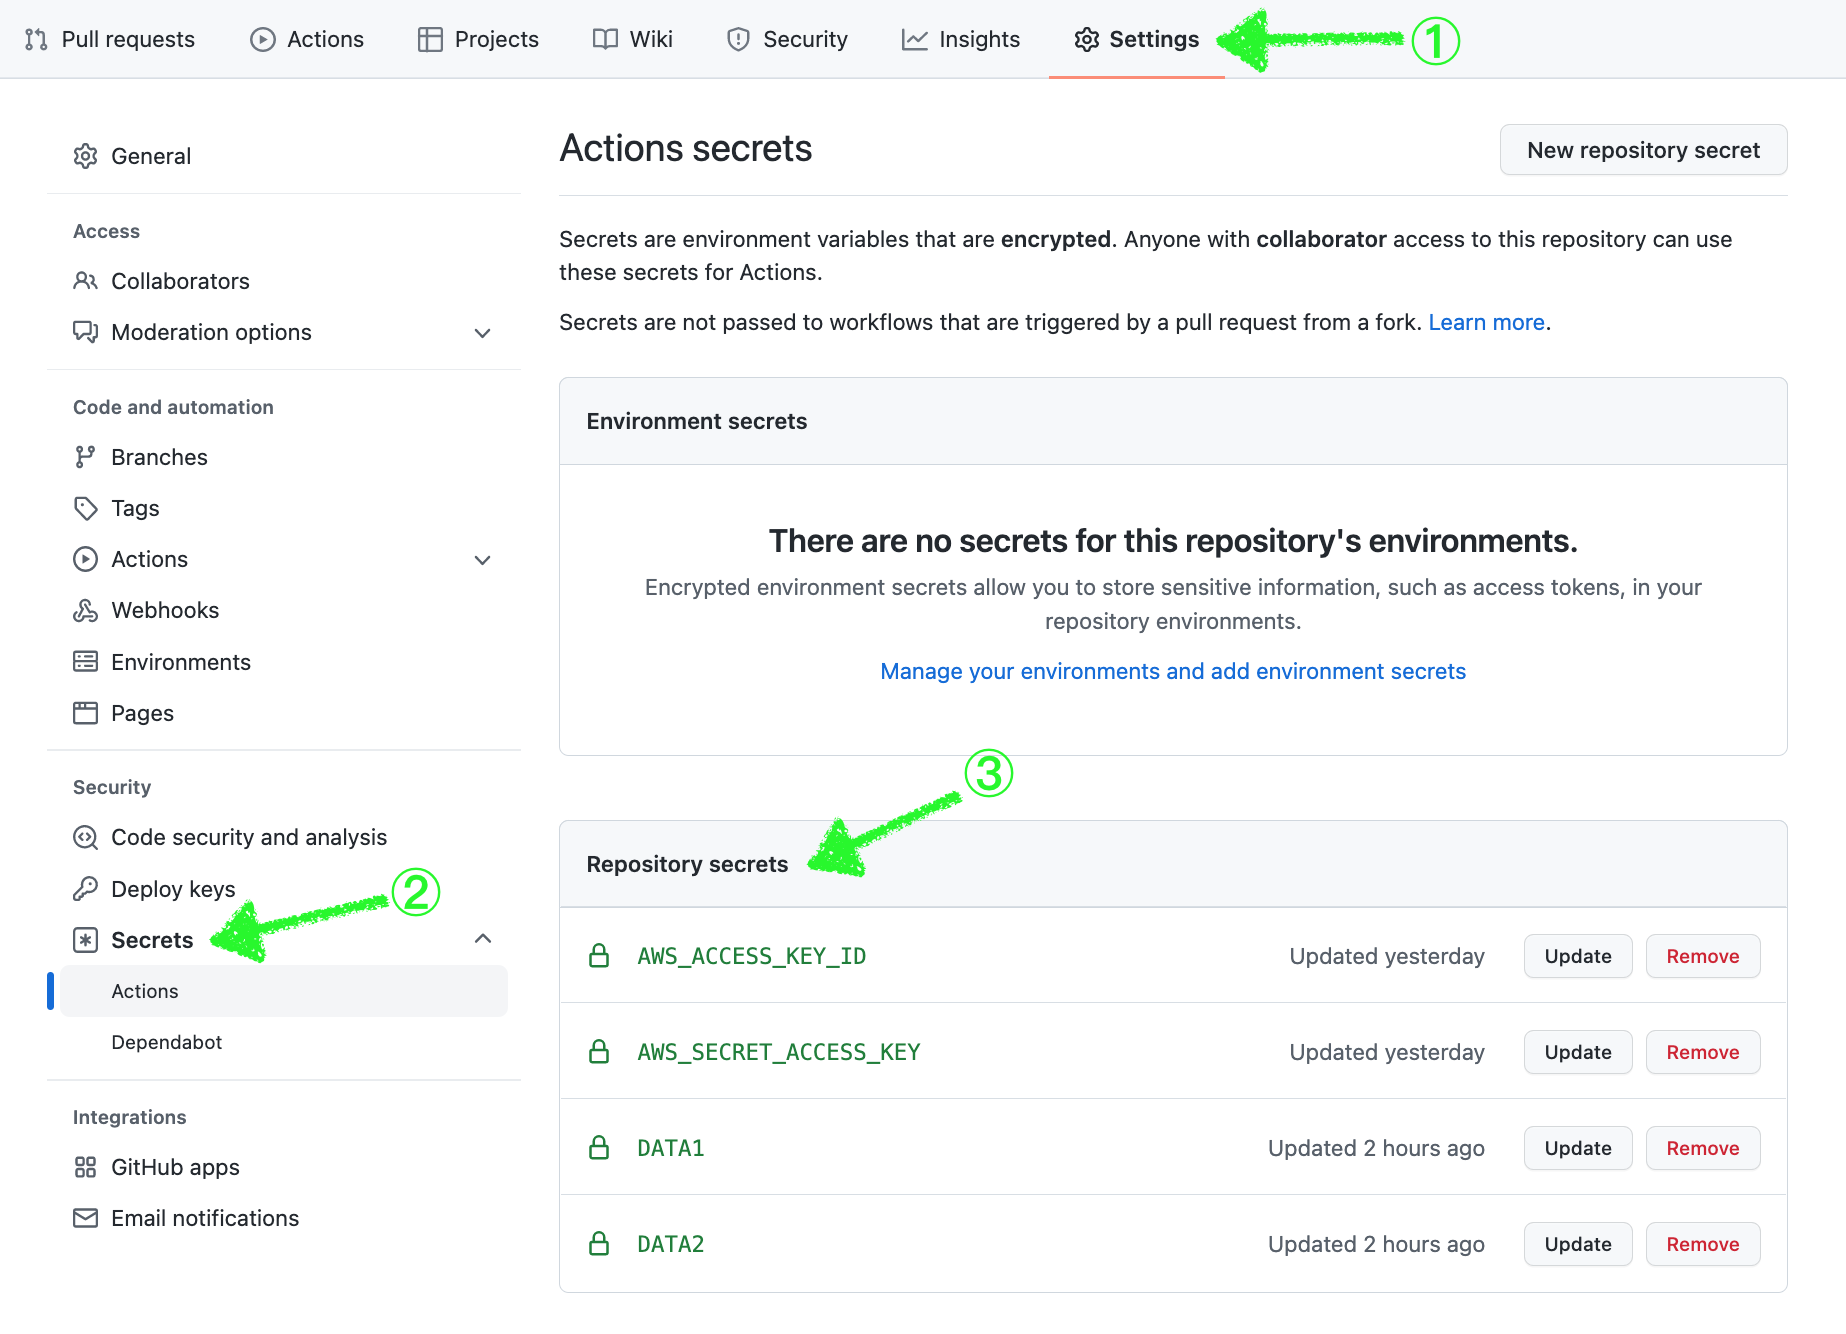 Pull requests Actions Projects Wiki Security Insights Settings ①
General
Access
Collaborators
Moderation options
Code and automation
Branches
Tags
Actions
Webhooks
Environments
Pages
Security
Code security and analysis
Deploy keys
②
Secrets
Actions
Dependabot
Integrations
GitHub apps
Email notifications
Actions secrets
New repository secret
Secrets are environment variables that are encrypted. Anyone with collaborator access to this repository can use
these secrets for Actions.
Secrets are not passed to workflows that are triggered by a pull request from a fork. Learn more.
Environment secrets
There are no secrets for this repository's environments.
Encrypted environment secrets allow you to store sensitive information, such as access tokens, in your
repository environments.
Manage your environments and add environment secrets
③
Repository secrets
AWS_ACCESS_KEY_ID Updated yesterday Update Remove
AWS_SECRET_ACCESS_KEY Updated yesterday Update Remove
DATA1 Updated 2 hours ago Update Remove
DATA2 Updated 2 hours ago Update Remove